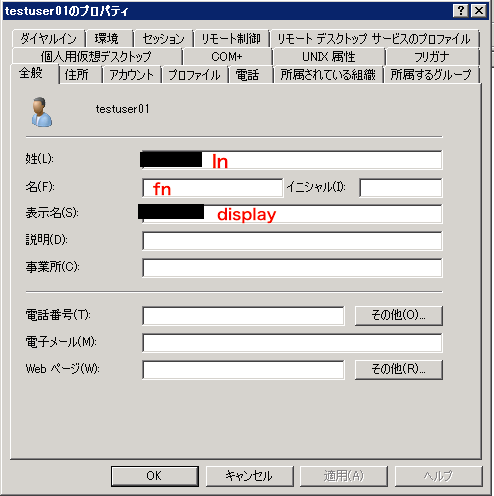 testuser01のプロパティ
ダイヤルイン 環境 セッション リモート制御 リモート デスクトップ サービスのプロファイル
個人用仮想デスクトップ COM+ UNIX 属性 フリガナ
全般 住所 アカウント プロファイル 電話 所属されている組織 所属するグループ
testuser01
姓(L): ln
名(F): fn イニシャル(I):
表示名(S): display
説明(D):
事業所(C):
電話番号(T): その他(O)...
電子メール(M):
Web ページ(W): その他(R)...
OK キャンセル 適用(A) ヘルプ